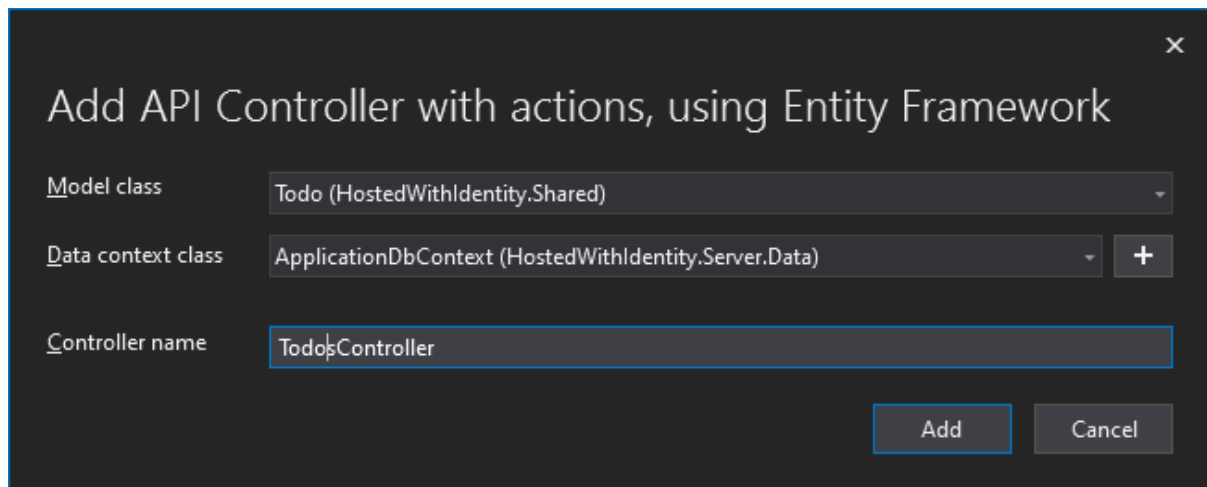 Add API Controller with actions, using Entity Framework
Model class
Todo (HostedWithIdentity.Shared)
Data context class
ApplicationDbContext (HostedWithIdentity.Server.Data)
Controller name
TodosController
Add
Cancel